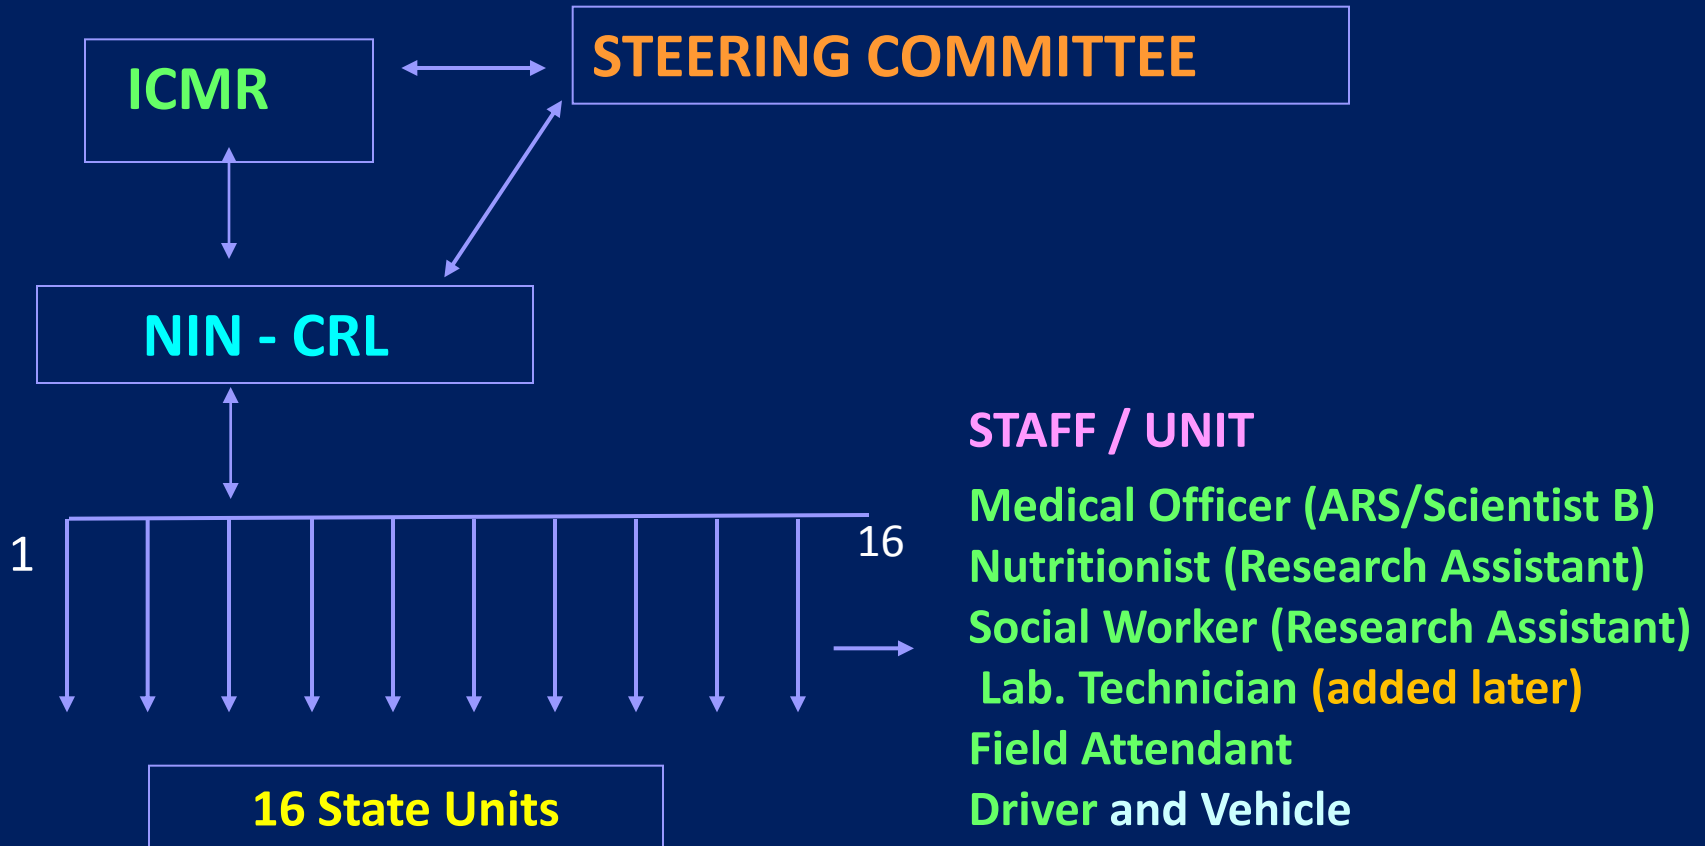 STEERING COMMITTEE
ICMR
NIN - CRL
1
16
16 State Units
STAFF / UNIT
Medical Officer (ARS/Scientist B)
Nutritionist (Research Assistant)
Social Worker (Research Assistant)
Lab. Technician (added later)
Field Attendant
Driver and Vehicle